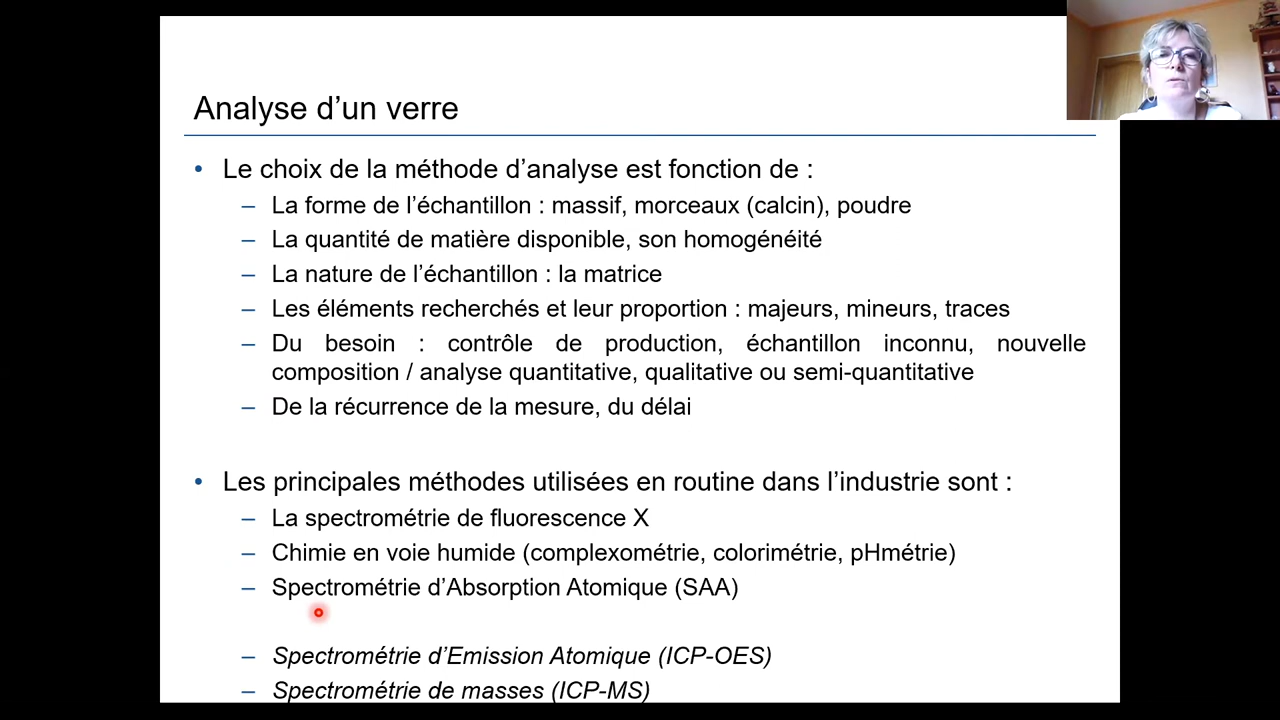 Analyse d’un verre
• Le choix de la méthode d’analyse est fonction de :
– La forme de l’échantillon : massif, morceaux (calcin), poudre
– La quantité de matière disponible, son homogénéité
– La nature de l’échantillon : la matrice
– Les éléments recherchés et leur proportion : majeurs, mineurs, traces
– Du besoin : contrôle de production, échantillon inconnu, nouvelle
composition / analyse quantitative, qualitative ou semi-quantitative
– De la récurrence de la mesure, du délai
• Les principales méthodes utilisées en routine dans l’industrie sont :
– La spectrométrie de fluorescence X
– Chimie en voie humide (complexométrie, colorimétrie, pHmétrie)
– Spectrométrie d’Absorption Atomique (SAA)
– Spectrométrie d’Emission Atomique (ICP-OES)
– Spectrométrie de masses (ICP-MS)